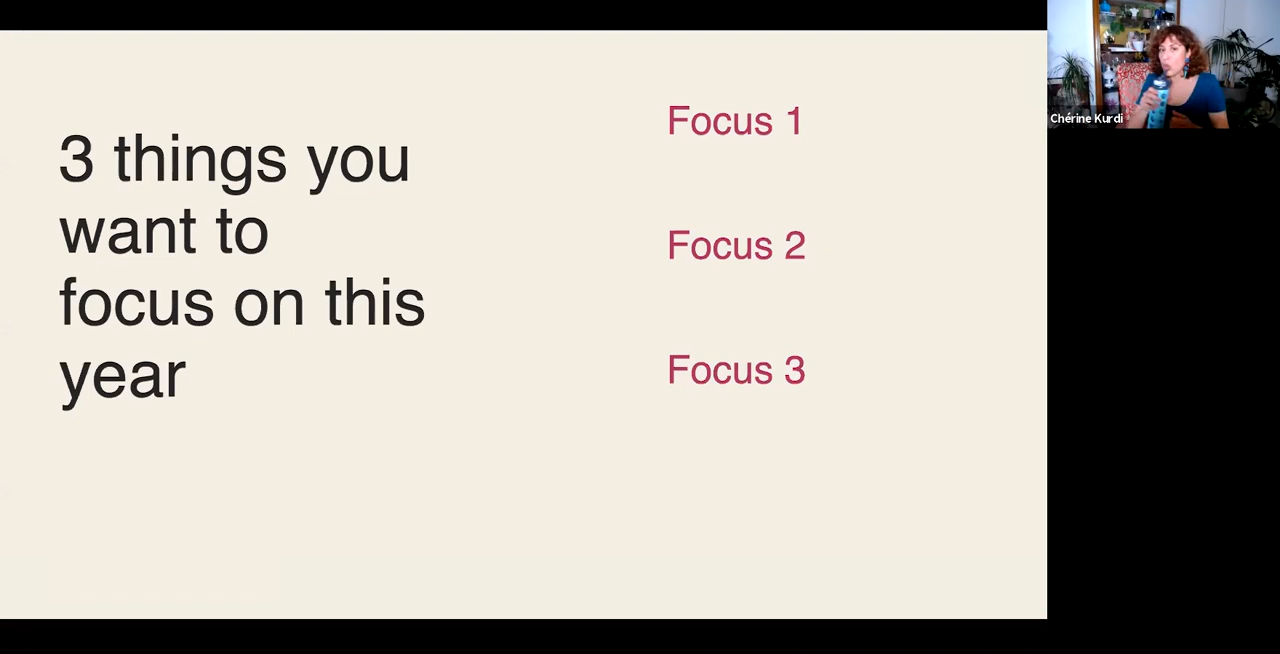 3 things you
want to
focus on this
year
Focus 1
Focus 2
Focus 3
Chérine Kurdi